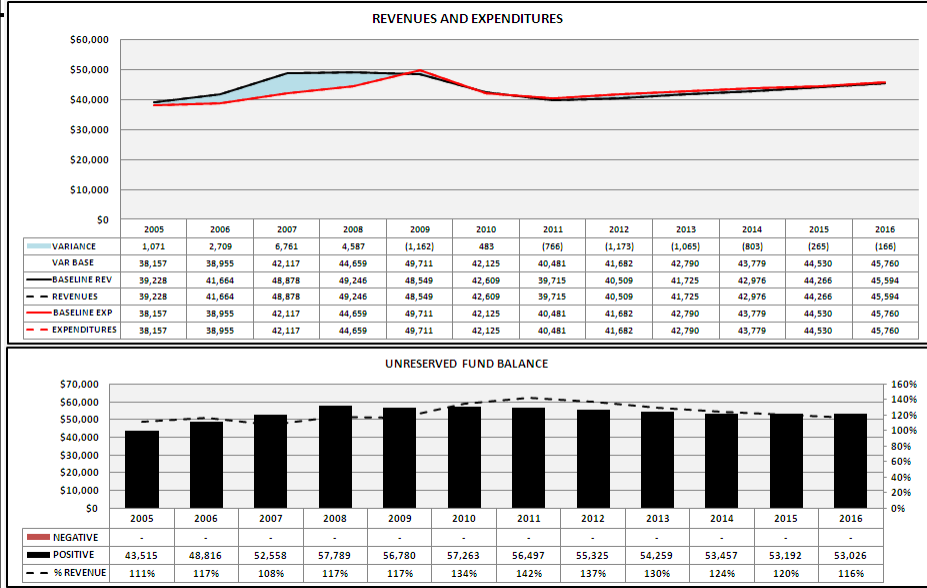 REVENUES AND EXPENDITURES
$60,000
$50,000
$40,000
$30,000
$20,000
$10,000
$0
2005 2006 2007 2008 2009 2010 2011 2012 2013 2014 2015 2016
VARIANCE 1,071 2,709 6,761 4,587 (1,162) 483 (766) (1,173) (1,065) (803) (265) (166)
VAR BASE 38,157 38,955 42,117 44,659 49,711 42,125 40,481 41,682 42,790 43,779 44,530 45,760
BASELINE REV 39,228 41,664 48,878 49,246 48,549 42,609 39,715 40,509 41,725 42,976 44,266 45,594
REVENUES 39,228 41,664 48,878 49,246 48,549 42,609 39,715 40,509 41,725 42,976 44,266 45,594
BASELINE EXP 38,157 38,955 42,117 44,659 49,711 42,125 40,481 41,682 42,790 43,779 44,530 45,760
EXPENDITURES 38,157 38,955 42,117 44,659 49,711 42,125 40,481 41,682 42,790 43,779 44,530 45,760
UNRESERVED FUND BALANCE
$70,000 160%
$60,000 140%
$50,000 120%
$40,000 100%
$30,000 80%
$20,000 60%
$10,000 40%
$0 20%
0%
2005 2006 2007 2008 2009 2010 2011 2012 2013 2014 2015 2016
NEGATIVE - - - - - - - - - - - -
POSITIVE 43,515 48,816 52,558 57,789 56,780 57,263 56,497 55,325 54,259 53,457 53,192 53,026
% REVENUE 111% 117% 108% 117% 117% 134% 142% 137% 130% 124% 120% 116%